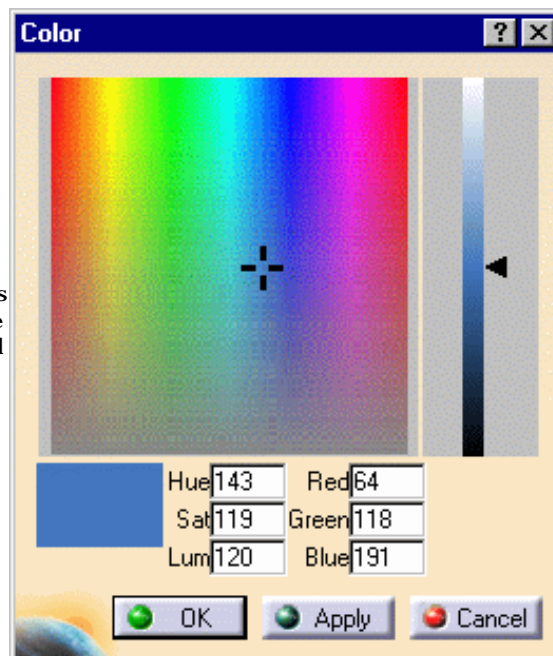 Color
s
e
l
Hue 143 Red 64
Sat 119 Green 118
Lum 120 Blue 191
OK Apply Cancel